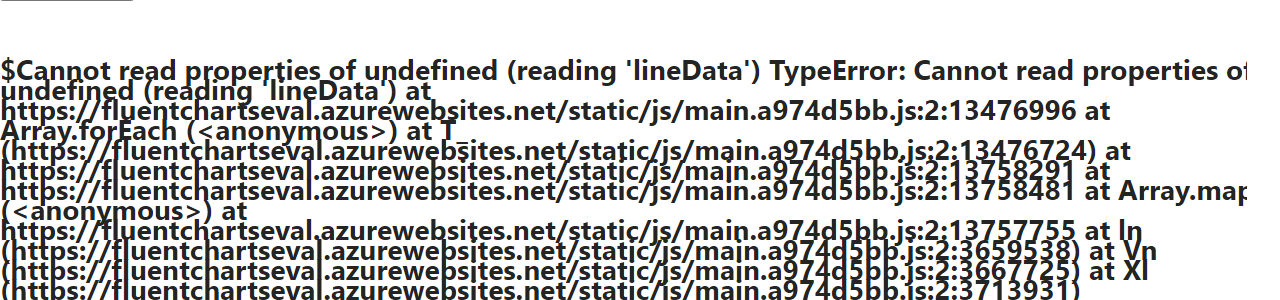 $Cannot read properties of undefined (reading 'lineData') TypeError: Cannot read properties of
undefined (reading 'lineData') at
https://fluentchartseval.azurewebsites.net/static/js/main.a974d5bb.js:2:13476996 at
Array.forEach (<anonymous>) at T_
(https://fluentchartseval.azurewebsites.net/static/js/main.a974d5bb.js:2:13476724) at
https://fluentchartseval.azurewebsites.net/static/js/main.a974d5bb.js:2:13758291 at
https://fluentchartseval.azurewebsites.net/static/js/main.a974d5bb.js:2:13758481 at Array.map
(<anonymous>) at
https://fluentchartseval.azurewebsites.net/static/js/main.a974d5bb.js:2:13757755 at ln
(https://fluentchartseval.azurewebsites.net/static/js/main.a974d5bb.js:2:3659538) at Vn
(https://fluentchartseval.azurewebsites.net/static/js/main.a974d5bb.js:2:3667725) at Xl
(https://fluentchartseval.azurewebsites.net/static/js/main.a974d5bb.js:2:3713931)